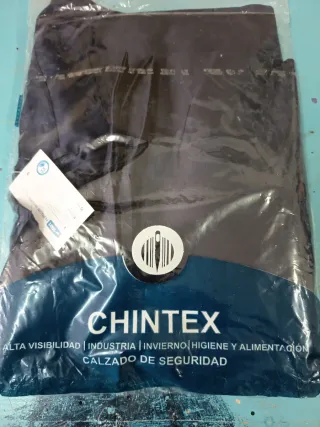 CHINTEX
ALTA VISIBILIDAD | INDUSTRIA | INVIERNO | HIGIENE Y ALIMENTACIÓN
CALZADO DE SEGURIDAD